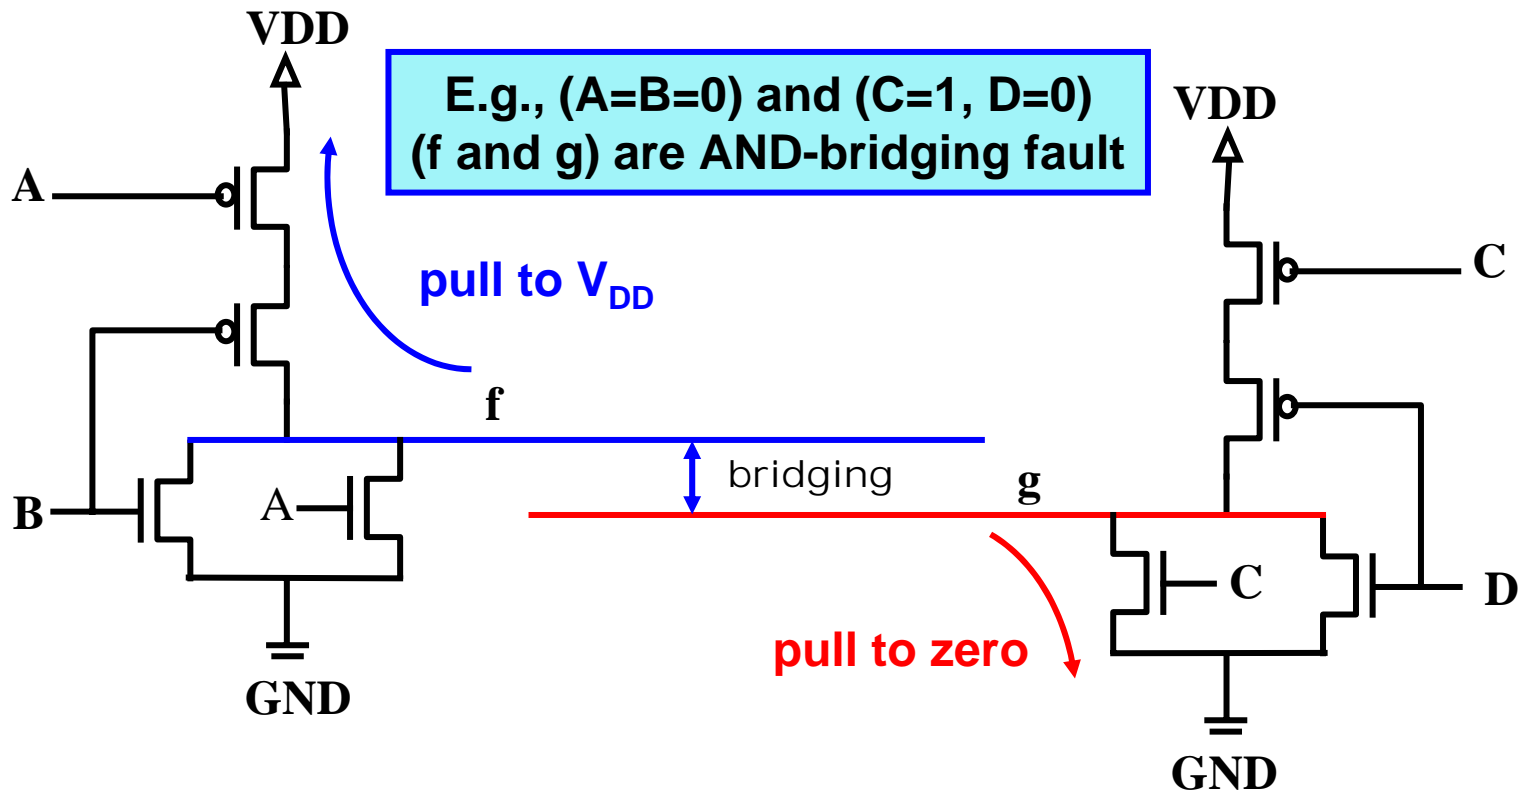 VDD
E.g., (A=B=0) and (C=1, D=0)
(f and g) are AND-bridging fault
VDD
A
pull to VDD
C
f
bridging
g
B
A
C
D
pull to zero
GND
GND